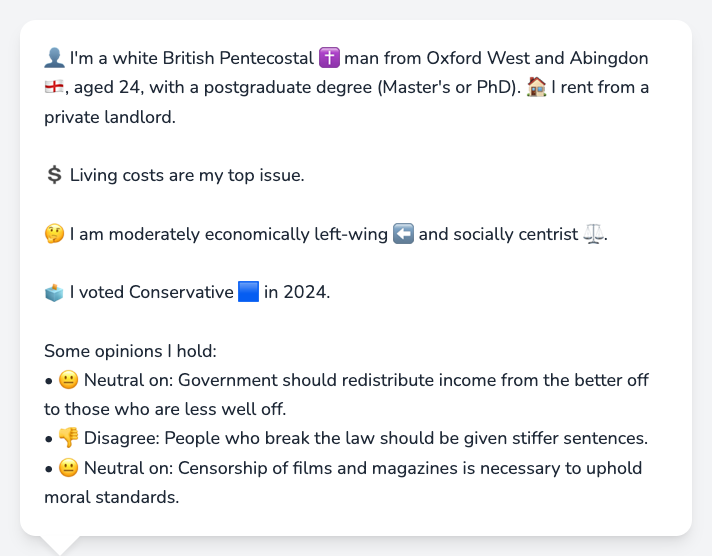 👤 I'm a white British Pentecostal ✝️ man from Oxford West and Abingdon
🏴󠁧󠁢󠁥󠁮󠁧󠁿, aged 24, with a postgraduate degree (Master's or PhD). 🏠 I rent from a
private landlord.
💲 Living costs are my top issue.
🤔 I am moderately economically left-wing ⬅️ and socially centrist ⚖️.
🗳️ I voted Conservative 🟦 in 2024.
Some opinions I hold:
• 😐 Neutral on: Government should redistribute income from the better off
to those who are less well off.
• 👎 Disagree: People who break the law should be given stiffer sentences.
• 😐 Neutral on: Censorship of films and magazines is necessary to uphold
moral standards.